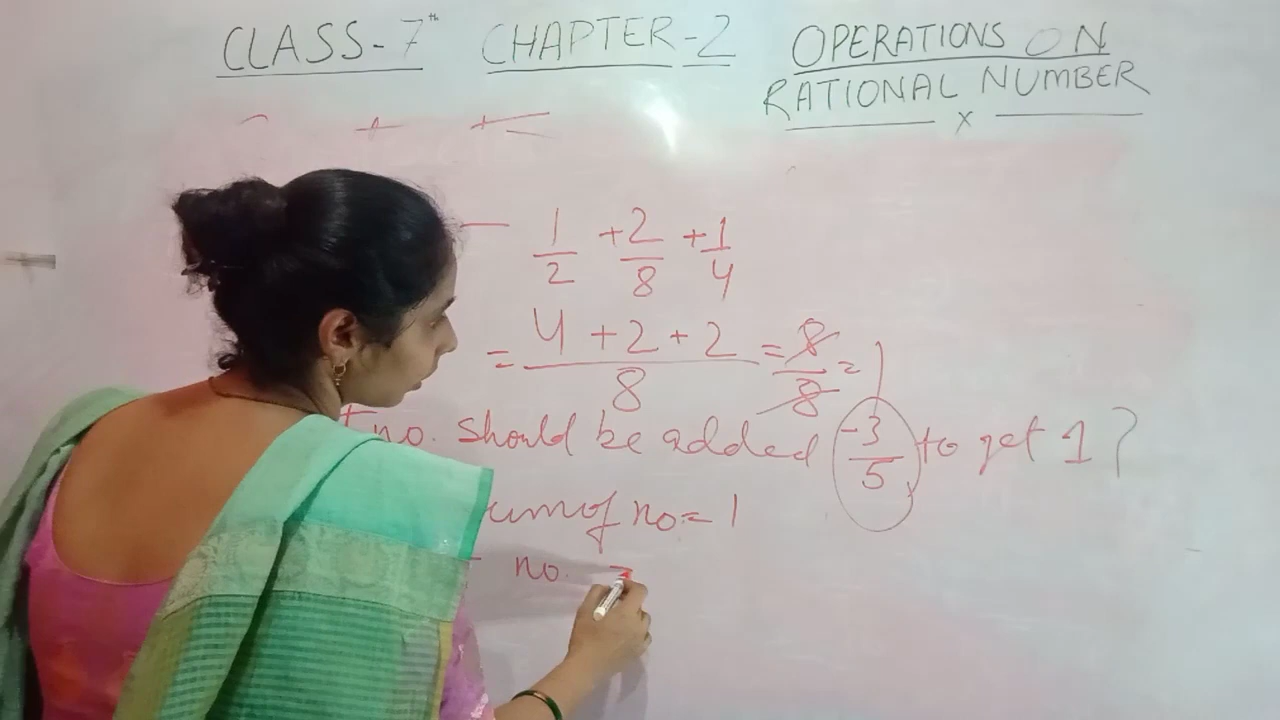 CLASS-7th CHAPTER-2 OPERATIONS ON
RATIONAL NUMBER
x
1/2 + 2/8 + 1/4
= (4 + 2 + 2)/8 = 8/8 = 1
no. should be added -3/5 to get 1?
of no = 1
no. =